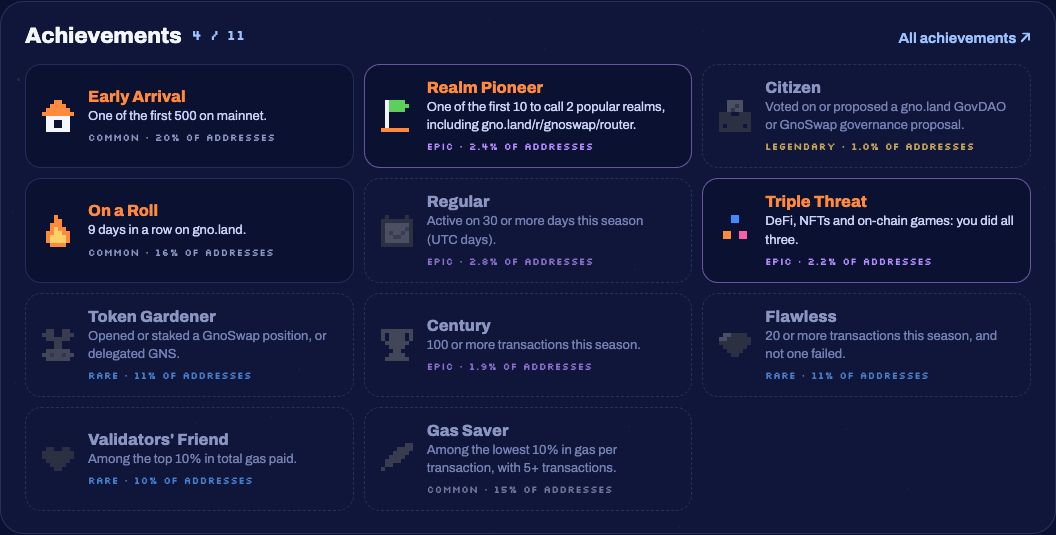 Achievements 4 / 11
All achievements ↗
Early Arrival
One of the first 500 on mainnet.
COMMON · 20% OF ADDRESSES
Realm Pioneer
One of the first 10 to call 2 popular realms,
including gno.land/r/gnoswap/router.
EPIC · 2.4% OF ADDRESSES
Citizen
Voted on or proposed a gno.land GovDAO
or GnoSwap governance proposal.
LEGENDARY · 1.0% OF ADDRESSES
On a Roll
9 days in a row on gno.land.
COMMON · 16% OF ADDRESSES
Regular
Active on 30 or more days this season
(UTC days).
EPIC · 2.8% OF ADDRESSES
Triple Threat
DeFi, NFTs and on-chain games: you did all
three.
EPIC · 2.2% OF ADDRESSES
Token Gardener
Opened or staked a GnoSwap position, or
delegated GNS.
RARE · 11% OF ADDRESSES
Century
100 or more transactions this season.
EPIC · 1.9% OF ADDRESSES
Flawless
20 or more transactions this season, and
not one failed.
RARE · 11% OF ADDRESSES
Validators' Friend
Among the top 10% in total gas paid.
RARE · 10% OF ADDRESSES
Gas Saver
Among the lowest 10% in gas per
transaction, with 5+ transactions.
COMMON · 15% OF ADDRESSES